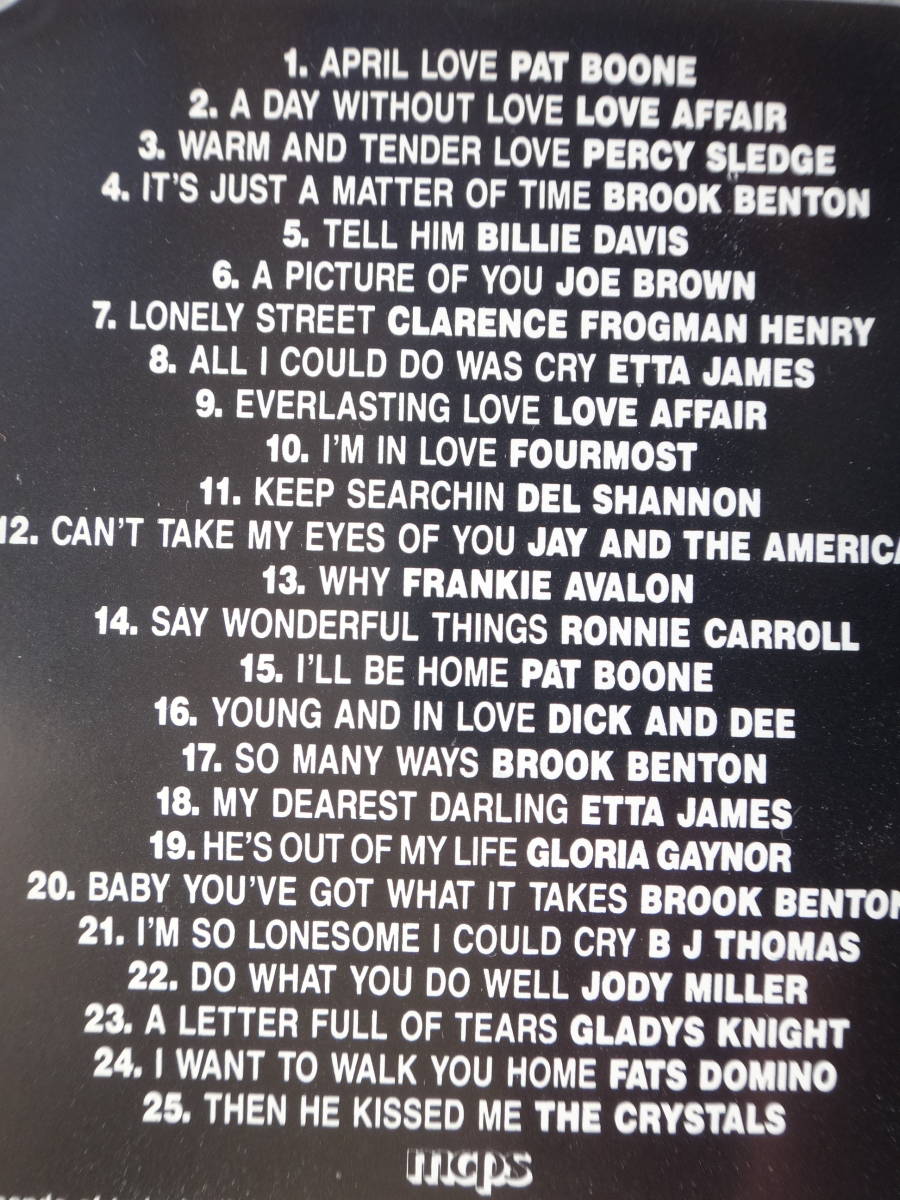 1. APRIL LOVE PAT BOONE
2. A DAY WITHOUT LOVE LOVE AFFAIR
3. WARM AND TENDER LOVE PERCY SLEDGE
4. IT'S JUST A MATTER OF TIME BROOK BENTON
5. TELL HIM BILLIE DAVIS
6. A PICTURE OF YOU JOE BROWN
7. LONELY STREET CLARENCE FROGMAN HENRY
8. ALL I COULD DO WAS CRY ETTA JAMES
9. EVERLASTING LOVE LOVE AFFAIR
10. I'M IN LOVE FOURMOST
11. KEEP SEARCHIN DEL SHANNON
12. CAN'T TAKE MY EYES OF YOU JAY AND THE AMERICA
13. WHY FRANKIE AVALON
14. SAY WONDERFUL THINGS RONNIE CARROLL
15. I'LL BE HOME PAT BOONE
16. YOUNG AND IN LOVE DICK AND DEE
17. SO MANY WAYS BROOK BENTON
18. MY DEAREST DARLING ETTA JAMES
19. HE'S OUT OF MY LIFE GLORIA GAYNOR
20. BABY YOU'VE GOT WHAT IT TAKES BROOK BENTON
21. I'M SO LONESOME I COULD CRY B J THOMAS
22. DO WHAT YOU DO WELL JODY MILLER
23. A LETTER FULL OF TEARS GLADYS KNIGHT
24. I WANT TO WALK YOU HOME FATS DOMINO
25. THEN HE KISSED ME THE CRYSTALS
mcps